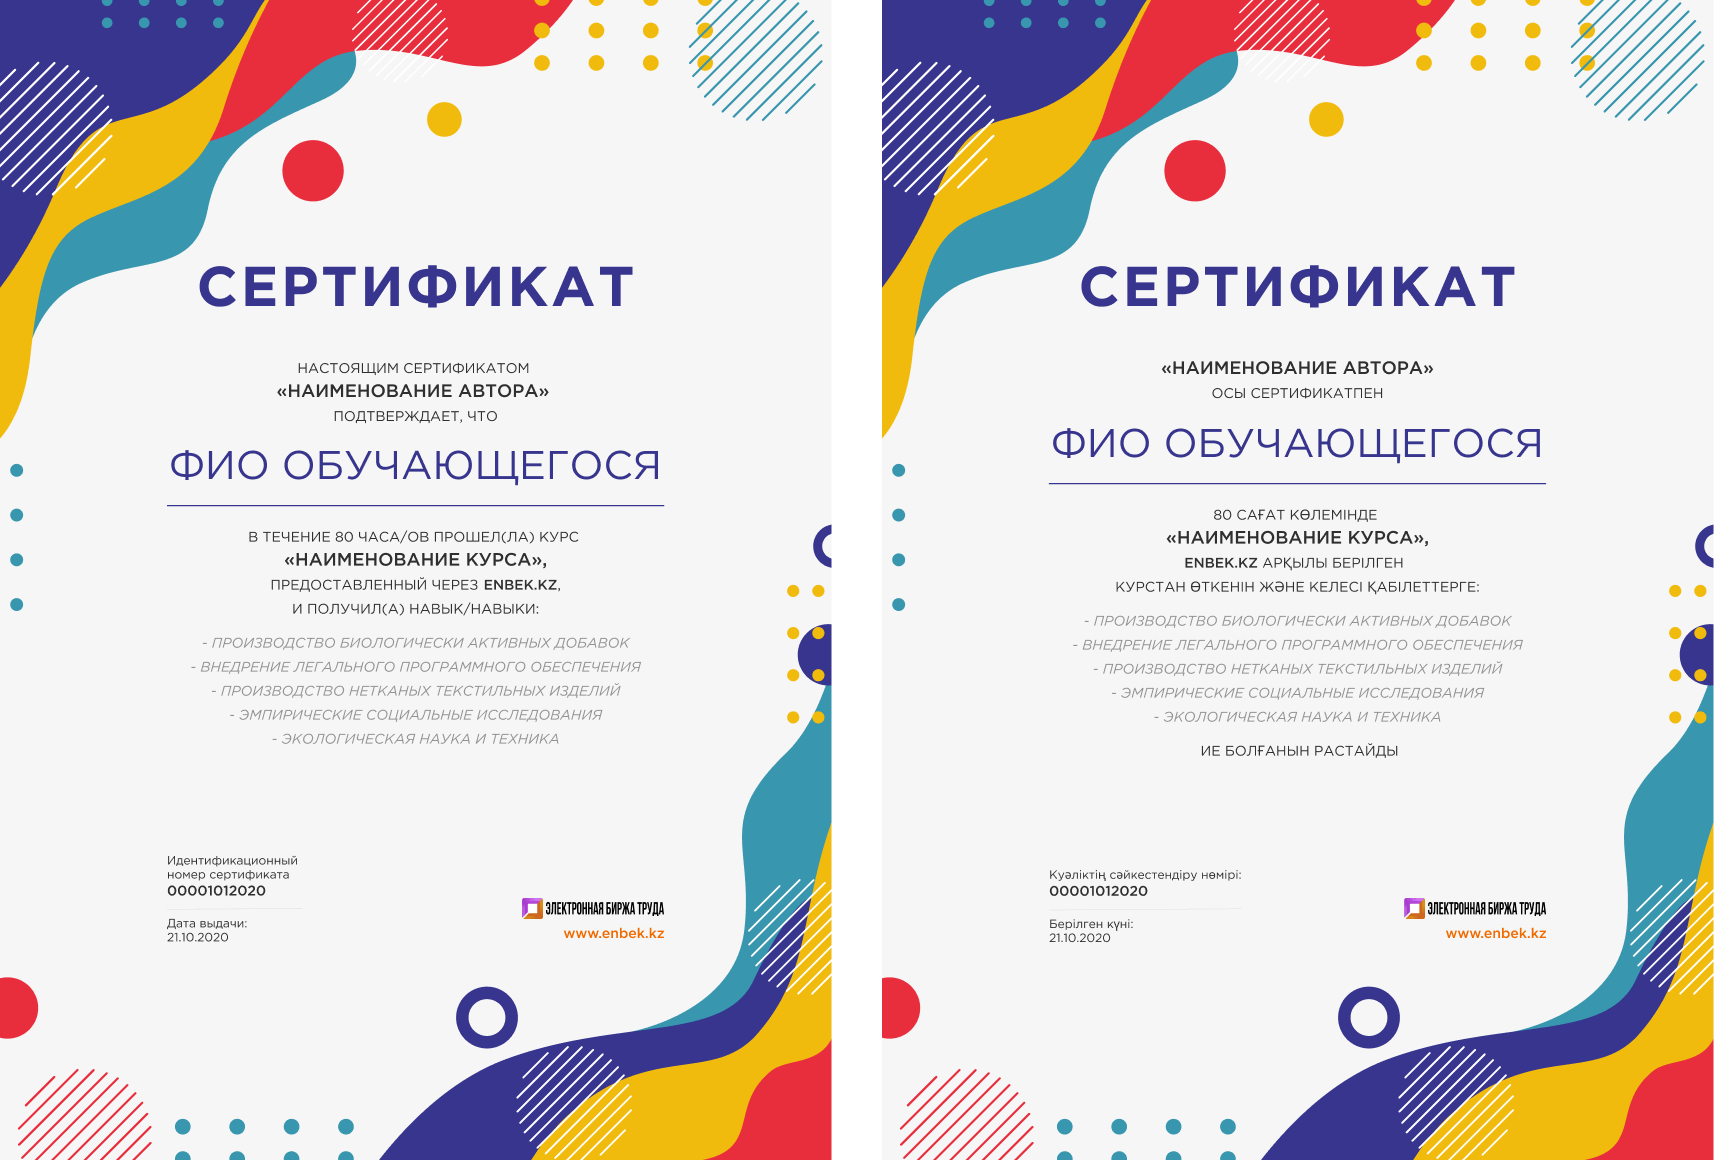 СЕРТИФИКАТ
НАСТОЯЩИМ СЕРТИФИКАТОМ
«НАИМЕНОВАНИЕ АВТОРА»
ПОДТВЕРЖДАЕТ, ЧТО
ФИО ОБУЧАЮЩЕГОСЯ
В ТЕЧЕНИЕ 80 ЧАСА/ОВ ПРОШЕЛ(ЛА) КУРС
«НАИМЕНОВАНИЕ КУРСА»,
ПРЕДОСТАВЛЕННЫЙ ЧЕРЕЗ ENBEK.KZ,
И ПОЛУЧИЛ(А) НАВЫК/НАВЫКИ:
- ПРОИЗВОДСТВО БИОЛОГИЧЕСКИ АКТИВНЫХ ДОБАВОК
- ВНЕДРЕНИЕ ЛЕГАЛЬНОГО ПРОГРАММНОГО ОБЕСПЕЧЕНИЯ
- ПРОИЗВОДСТВО НЕТКАНЫХ ТЕКСТИЛЬНЫХ ИЗДЕЛИЙ
- ЭМПИРИЧЕСКИЕ СОЦИАЛЬНЫЕ ИССЛЕДОВАНИЯ
- ЭКОЛОГИЧЕСКАЯ НАУКА И ТЕХНИКА
Идентификационный
номер сертификата
00001012020
Дата выдачи:
21.10.2020
ЭЛЕКТРОННАЯ БИРЖА ТРУДА
www.enbek.kz
СЕРТИФИКАТ
«НАИМЕНОВАНИЕ АВТОРА»
ОСЫ СЕРТИФИКАТПЕН
ФИО ОБУЧАЮЩЕГОСЯ
80 САҒАТ КӨЛЕМІНДЕ
«НАИМЕНОВАНИЕ КУРСА»,
ENBEK.KZ АРҚЫЛЫ БЕРІЛГЕН
КУРСТАН ӨТКЕНІН ЖӘНЕ КЕЛЕСІ ҚАБІЛЕТТЕРГЕ:
- ПРОИЗВОДСТВО БИОЛОГИЧЕСКИ АКТИВНЫХ ДОБАВОК
- ВНЕДРЕНИЕ ЛЕГАЛЬНОГО ПРОГРАММНОГО ОБЕСПЕЧЕНИЯ
- ПРОИЗВОДСТВО НЕТКАНЫХ ТЕКСТИЛЬНЫХ ИЗДЕЛИЙ
- ЭМПИРИЧЕСКИЕ СОЦИАЛЬНЫЕ ИССЛЕДОВАНИЯ
- ЭКОЛОГИЧЕСКАЯ НАУКА И ТЕХНИКА
ИЕ БОЛҒАНЫН РАСТАЙДЫ
Куәліктің сәйкестендіру нөмірі:
00001012020
Берілген күні:
21.10.2020
ЭЛЕКТРОННАЯ БИРЖА ТРУДА
www.enbek.kz